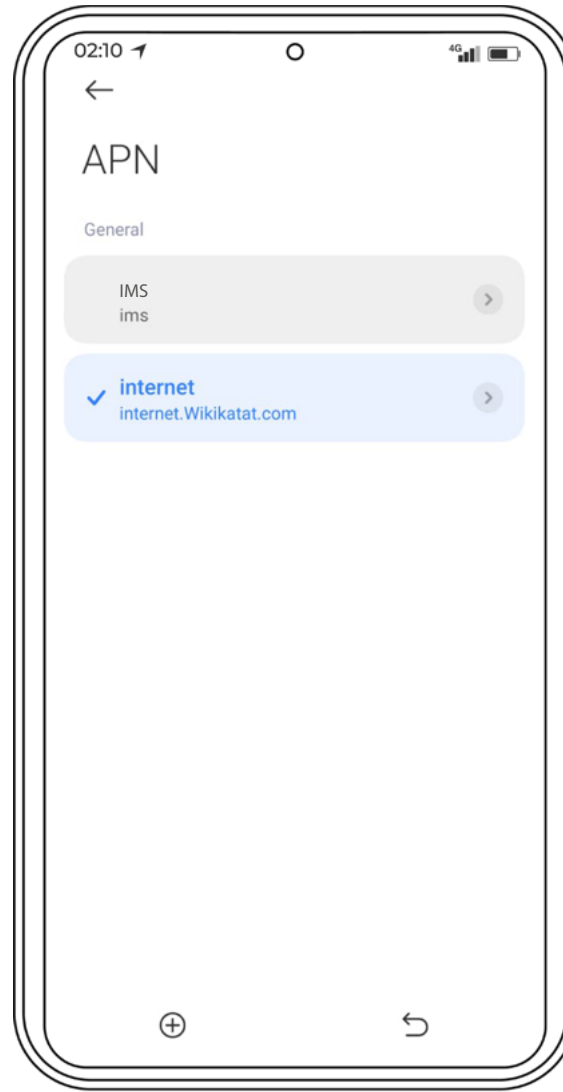 02:10
4G
APN
General
IMS
ims
internet
internet.Wikikatat.com